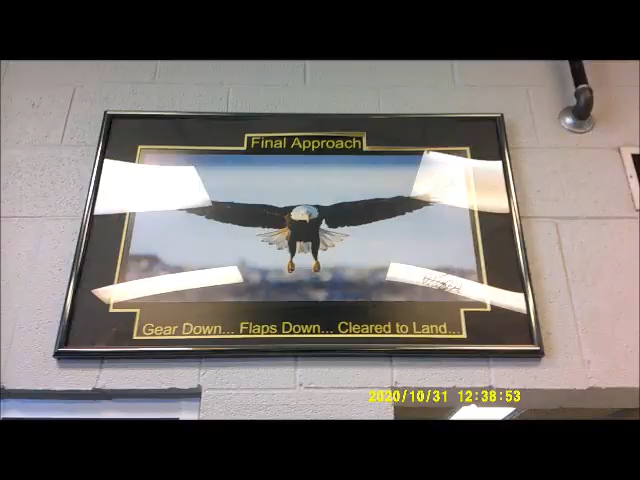 Final Approach
Gear Down... Flaps Down... Cleared to Land...
2020/10/31 12:38:53